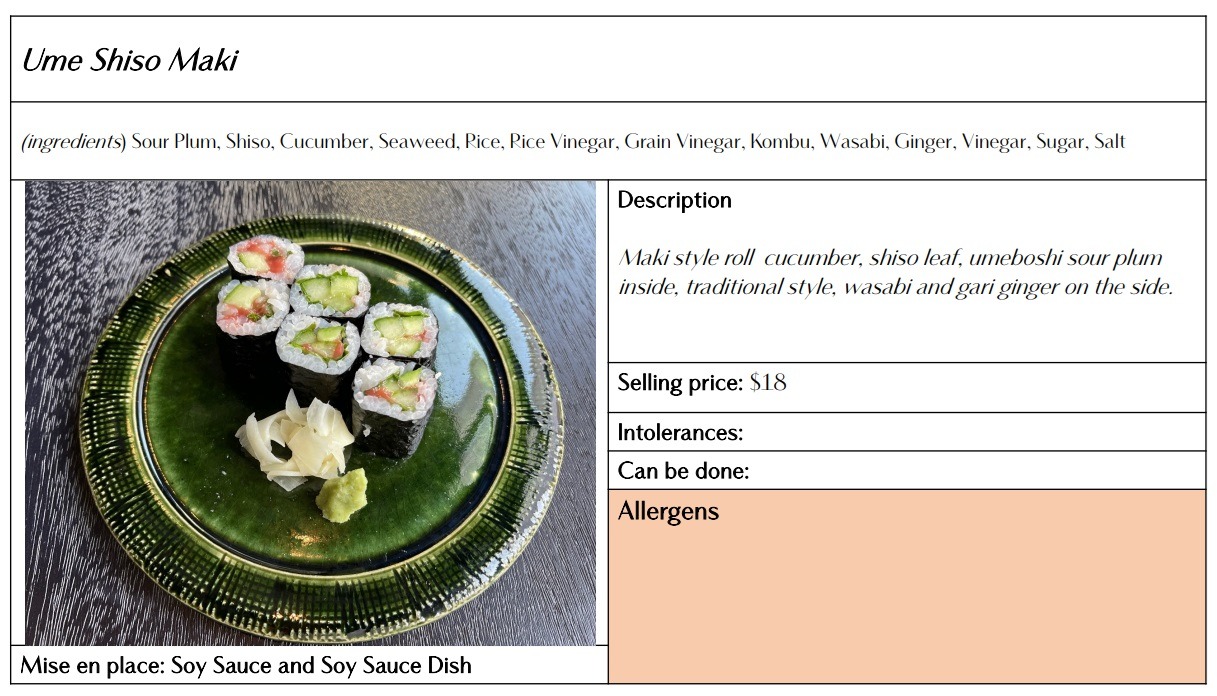 Ume Shiso Maki
(ingredients) Sour Plum, Shiso, Cucumber, Seaweed, Rice, Rice Vinegar, Grain Vinegar, Kombu, Wasabi, Ginger, Vinegar, Sugar, Salt
Description
Maki style roll cucumber, shiso leaf, umeboshi sour plum
inside, traditional style, wasabi and gari ginger on the side.
Selling price: $18
Intolerances:
Can be done:
Allergens
Mise en place: Soy Sauce and Soy Sauce Dish